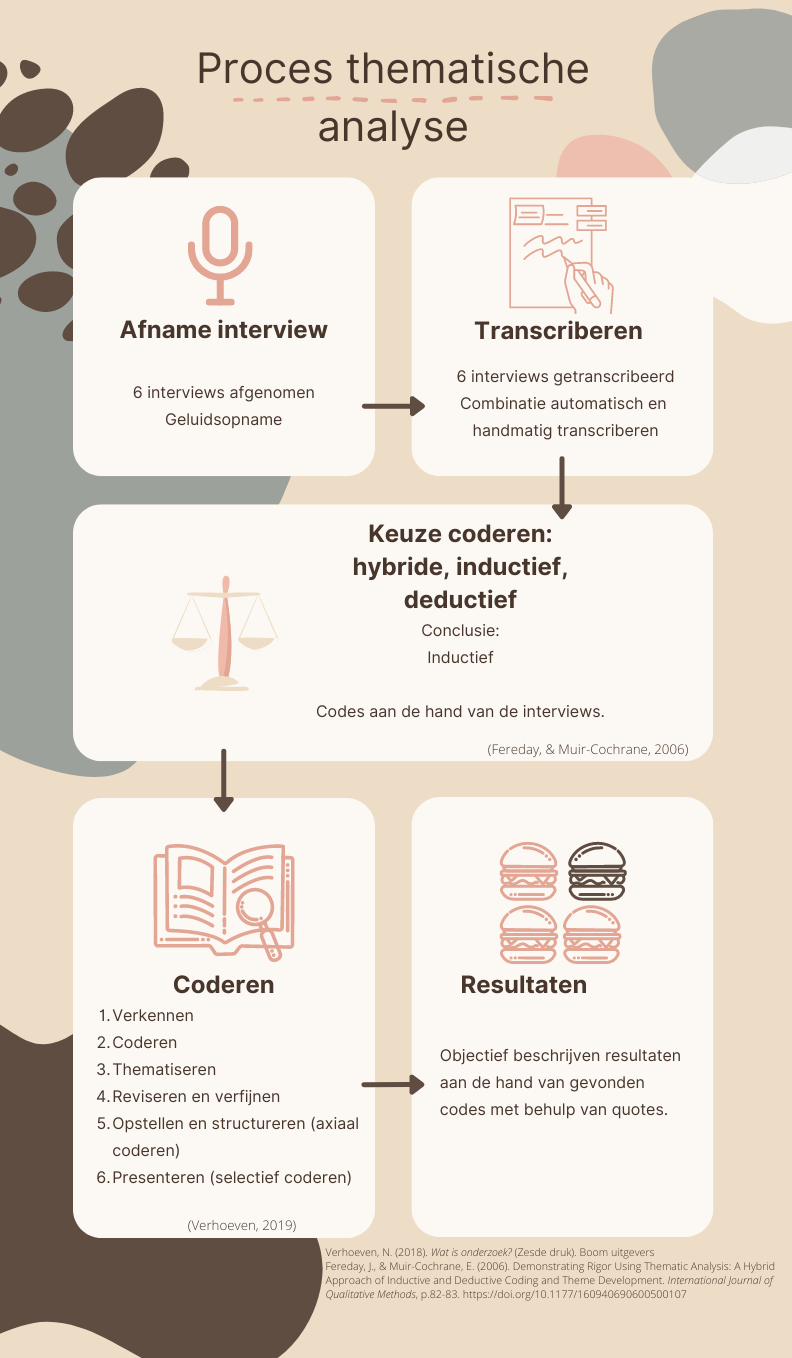 Proces thematische
analyse
Afname interview
6 interviews afgenomen
Geluidsopname
Transcriberen
6 interviews getranscribeerd
Combinatie automatisch en
handmatig transcriberen
Keuze coderen:
hybride, inductief,
deductief
Conclusie:
Inductief
Codes aan de hand van de interviews.
(Fereday, & Muir-Cochrane, 2006)
Coderen
1. Verkennen
2. Coderen
3. Thematiseren
4. Reviseren en verfijnen
5. Opstellen en structureren (axiaal
coderen)
6. Presenteren (selectief coderen)
(Verhoeven, 2019)
Resultaten
Objectief beschrijven resultaten
aan de hand van gevonden
codes met behulp van quotes.
Verhoeven, N. (2018). Wat is onderzoek? (Zesde druk). Boom uitgevers
Fereday, J., & Muir-Cochrane, E. (2006). Demonstrating Rigor Using Thematic Analysis: A Hybrid
Approach of Inductive and Deductive Coding and Theme Development. International Journal of
Qualitative Methods, p.82-83. https://doi.org/10.1177/160940690600500107